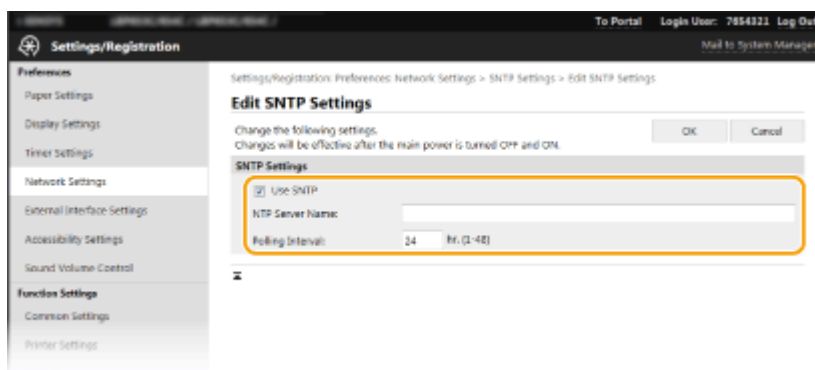 To Portal Login User: 7654321 Log Out
Settings/Registration
Mail to System Manager
Preferences
Paper Settings
Display Settings
Timer Settings
Network Settings
External Interface Settings
Accessibility Settings
Sound Volume Control
Function Settings
Common Settings
Printer Settings
Settings/Registration: Preferences: Network Settings > SNTP Settings > Edit SNTP Settings
Edit SNTP Settings
Change the following settings.
Changes will be effective after the main power is turned OFF and ON.
OK Cancel
SNTP Settings
Use SNTP
NTP Server Name:
Polling Interval: 24 hr. (1-48)